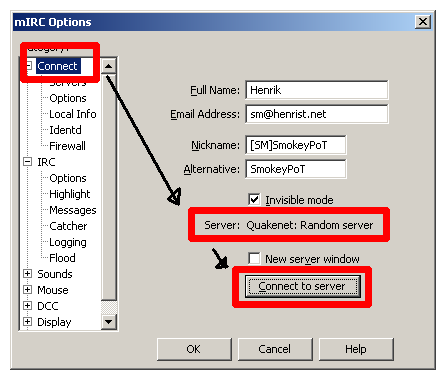 mIRC Options
Category:
Connect
Servers
Options
Local Info
Identd
Firewall
IRC
Options
Highlight
Messages
Catcher
Logging
Flood
Sounds
Mouse
DCC
Display
Full Name: Henrik
Email Address: sm@henrist.net
Nickname: [SM]SmokeyPoT
Alternative: SmokeyPoT
Invisible mode
Server: Quakenet: Random server
New server window
Connect to server
OK Cancel Help